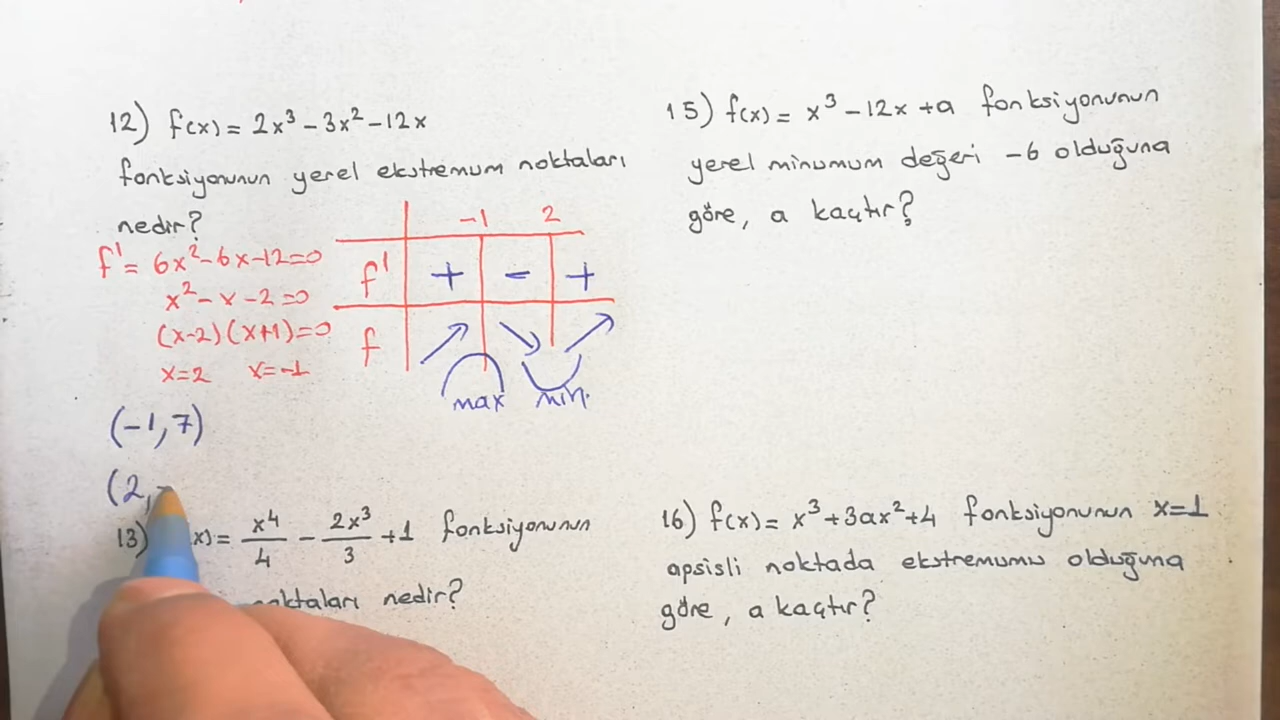 12) f(x) = 2x³ - 3x² - 12x
fonksiyonunun yerel ekstremum noktaları
nedir?
f' = 6x² - 6x - 12 = 0
x² - x - 2 = 0
(x-2)(x+1) = 0
x=2 x=-1
-1 2
f' + - +
f
max min.
(-1,7)
(2,
13) x) = x⁴/4 - 2x³/3 + 1 fonksiyonunun
noktaları nedir?
15) f(x) = x³ - 12x + a fonksiyonunun
yerel minumum değeri -6 olduğuna
göre, a kaçtır?
16) f(x) = x³ + 3ax² + 4 fonksiyonunun x=1
apsisli noktada ekstremumu olduğuna
göre, a kaçtır?